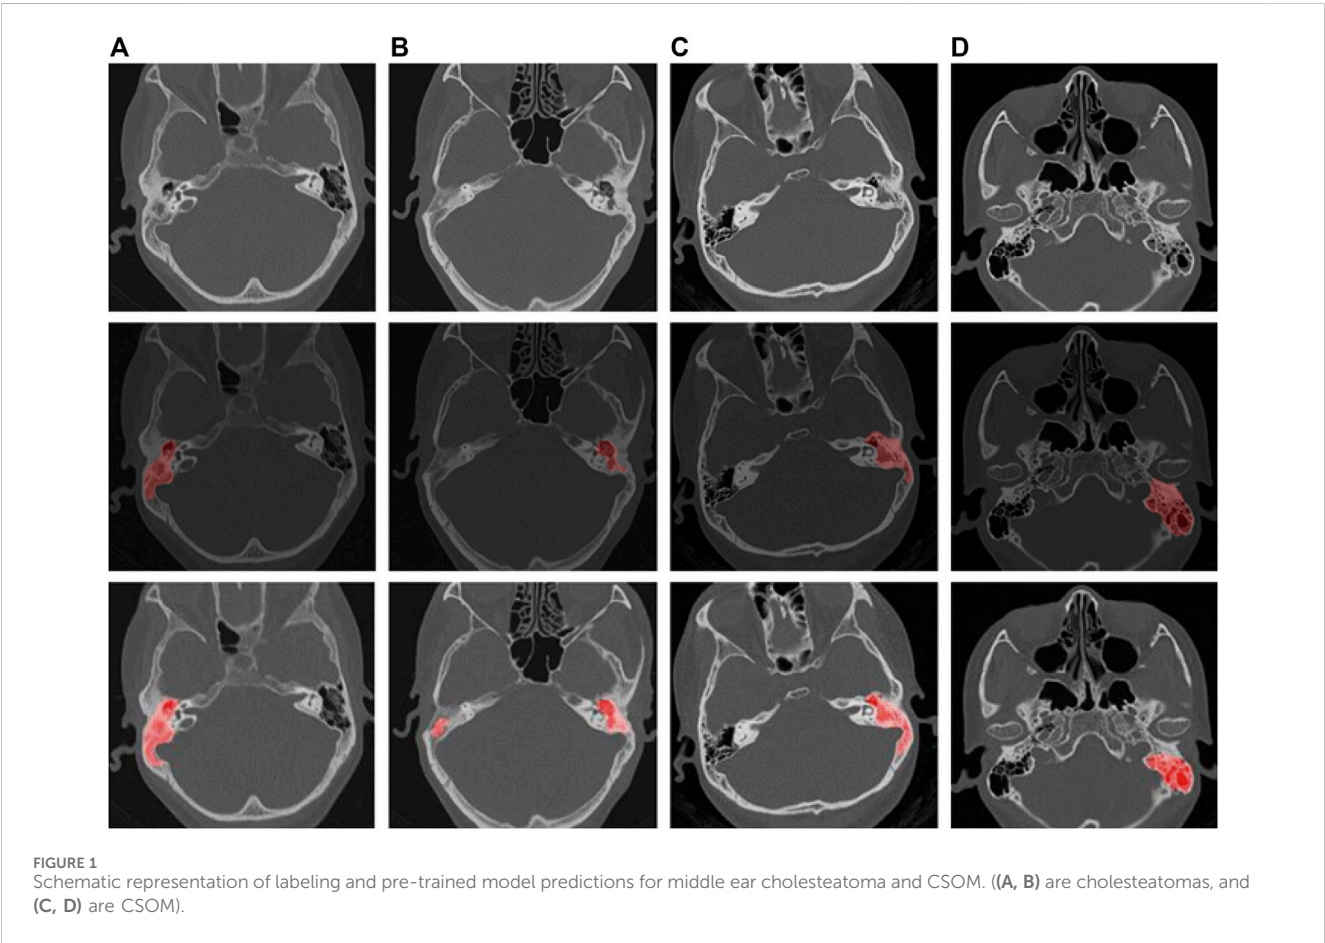 A B C D
FIGURE 1
Schematic representation of labeling and pre-trained model predictions for middle ear cholesteatoma and CSOM. ((A, B) are cholesteatomas, and
(C, D) are CSOM).